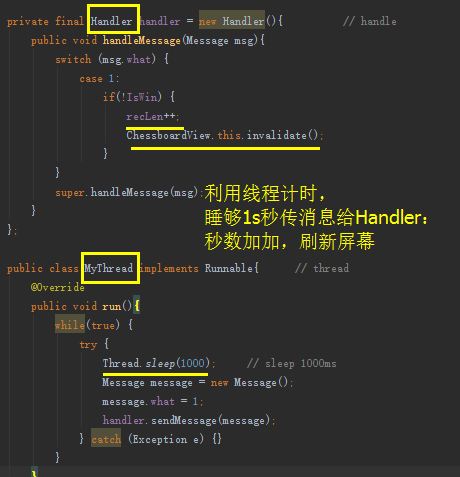 private final Handler handler = new Handler(){ // handle
public void handleMessage(Message msg){
switch (msg.what) {
case 1:
if(!IsWin) {
recLen++;
ChessboardView.this.invalidate();
}
}
super.handleMessage(msg);
}
};
利用线程计时，
睡够1s秒传消息给Handler：
秒数加加，刷新屏幕
public class MyThread implements Runnable{ // thread
@Override
public void run(){
while(true) {
try {
Thread.sleep(1000); // sleep 1000ms
Message message = new Message();
message.what = 1;
handler.sendMessage(message);
} catch (Exception e) {}
}
}